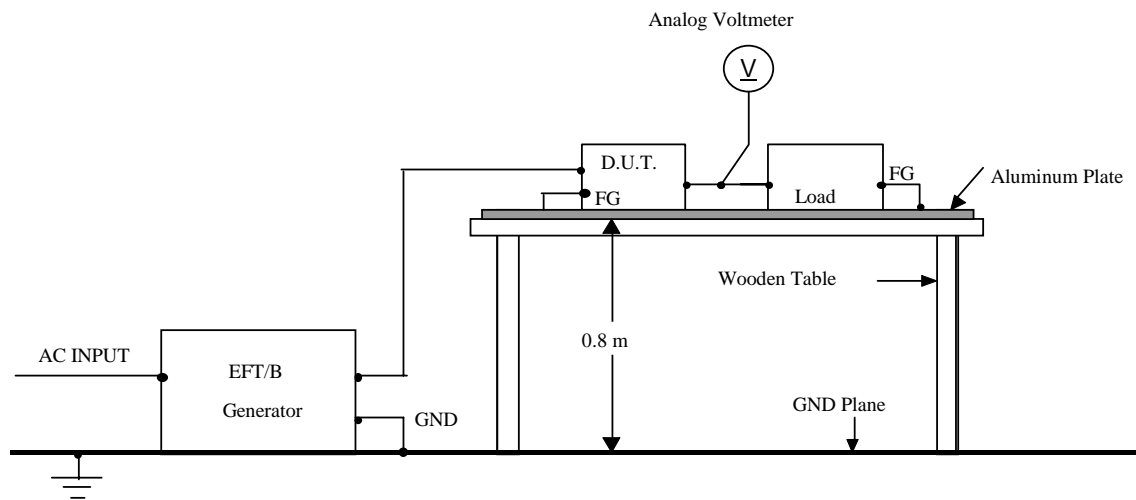 Analog Voltmeter
V
D.U.T.
FG
FG
Load
Aluminum Plate
Wooden Table
0.8 m
AC INPUT
EFT/B
Generator
GND
GND Plane